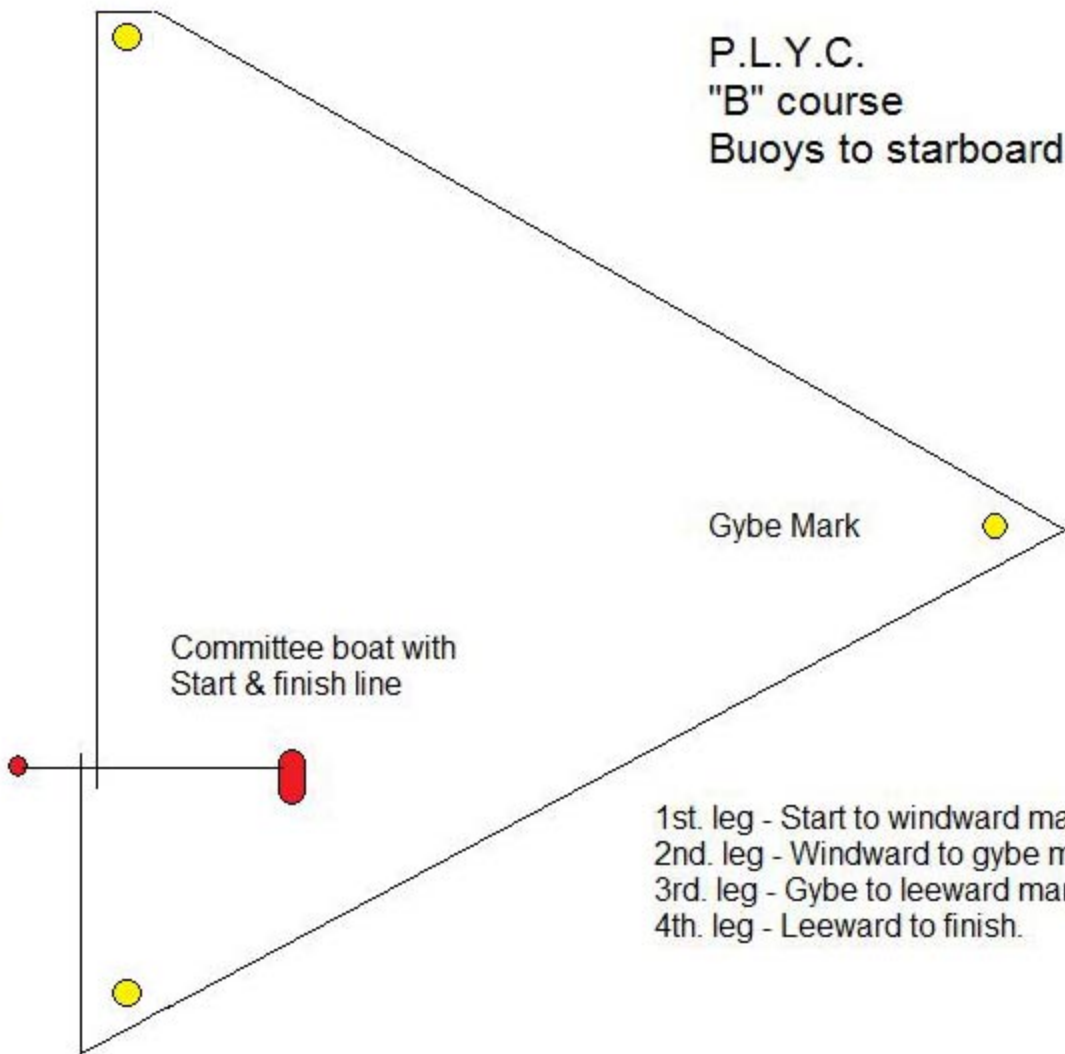 P.L.Y.C.
"B" course
Buoys to starboard
Gybe Mark
Committee boat with
Start & finish line
1st. leg - Start to windward
2nd. leg - Windward to gybe
3rd. leg - Gybe to leeward
4th. leg - Leeward to finish.